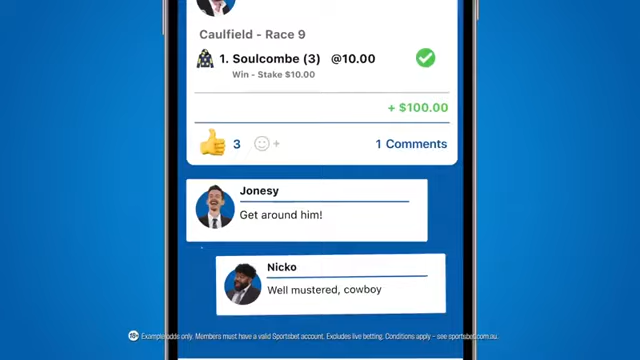 Caulfield - Race 9
1. Soulcombe (3) @10.00
Win - Stake $10.00
+ $100.00
3
1 Comments
Jonesy
Get around him!
Nicko
Well mustered, cowboy
18+ Example odds only. Members must have a valid Sportsbet account. Excludes live betting. Conditions apply – see sportsbet.com.au.